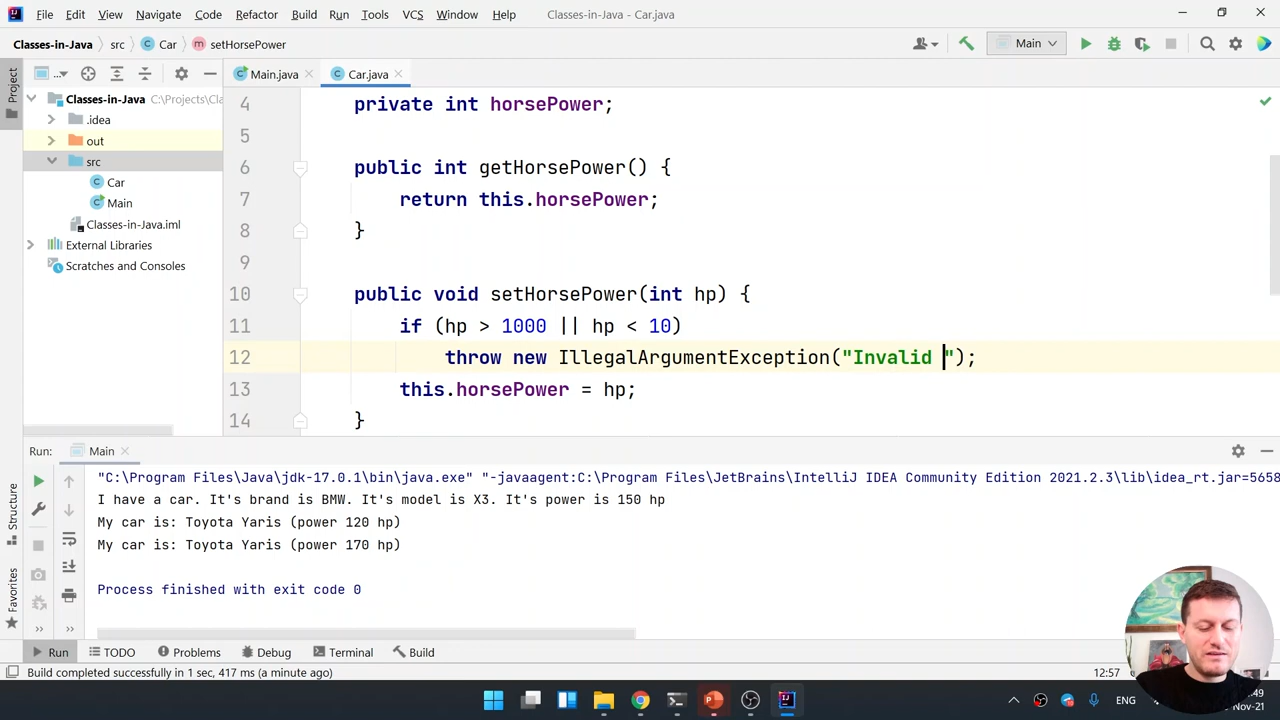 File Edit View Navigate Code Refactor Build Run Tools VCS Window Help Classes-in-Java - Car.java
Classes-in-Java src Car m setHorsePower Main
Project
... Main.java Car.java
Classes-in-Java C:\Projects\Cla
.idea
out
src
Car
Main
Classes-in-Java.iml
External Libraries
Scratches and Consoles
4 private int horsePower;
5
6 public int getHorsePower() {
7 return this.horsePower;
8 }
9
10 public void setHorsePower(int hp) {
11 if (hp > 1000 || hp < 10)
12 throw new IllegalArgumentException("Invalid ");
13 this.horsePower = hp;
14 }
Run: Main
"C:\Program Files\Java\jdk-17.0.1\bin\java.exe" "-javaagent:C:\Program Files\JetBrains\IntelliJ IDEA Community Edition 2021.2.3\lib\idea_rt.jar=5658
I have a car. It's brand is BMW. It's model is X3. It's power is 150 hp
My car is: Toyota Yaris (power 120 hp)
My car is: Toyota Yaris (power 170 hp)
Process finished with exit code 0
Structure
Favorites
Run TODO Problems Debug Terminal Build
Build completed successfully in 1 sec, 417 ms (a minute ago) 12:57
ENG
:49
-Nov-21